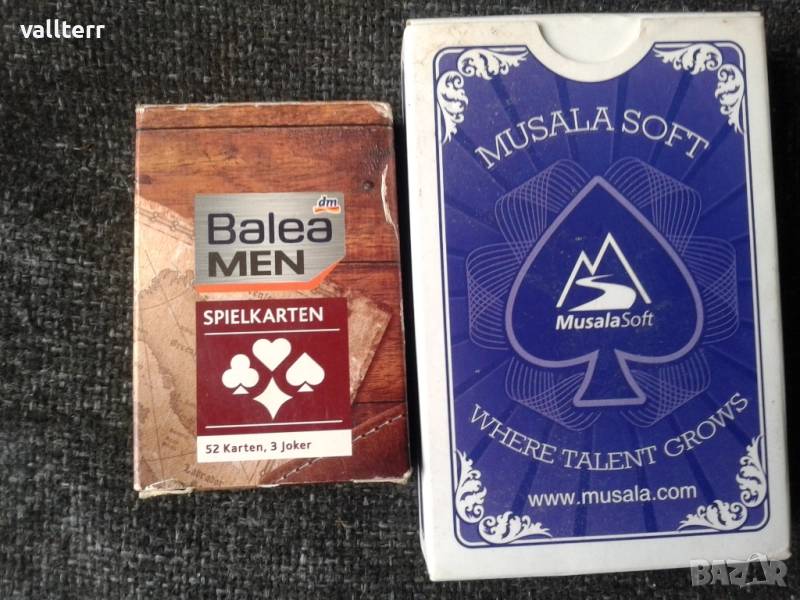 vallterr
dm
Balea
MEN
SPIELKARTEN
52 Karten, 3 Joker
Labrador
MUSALA SOFT
MusalaSoft
WHERE TALENT GROWS
www.musala.com
BAZAR